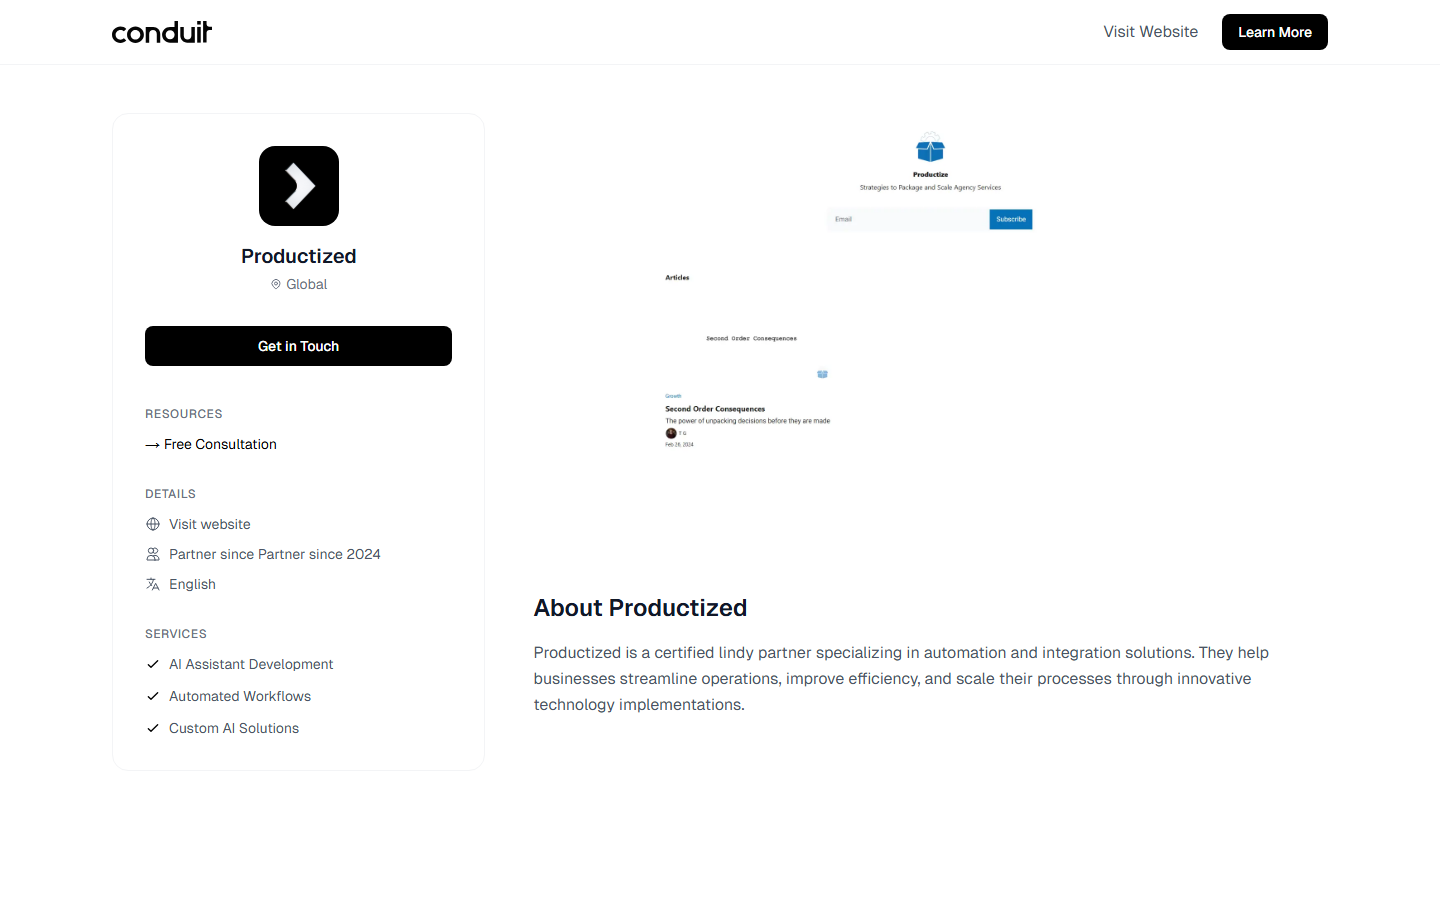 conduit
Visit Website
Learn More
Productized
Global
Get in Touch
RESOURCES
→ Free Consultation
DETAILS
Visit website
Partner since Partner since 2024
English
SERVICES
AI Assistant Development
Automated Workflows
Custom AI Solutions
Productize
Strategies to Package and Scale Agency Services
Email
Subscribe
Articles
Second Order Consequences
Growth
Second Order Consequences
The power of unpacking decisions before they are made
Feb 26, 2024
About Productized
Productized is a certified lindy partner specializing in automation and integration solutions. They help
businesses streamline operations, improve efficiency, and scale their processes through innovative
technology implementations.